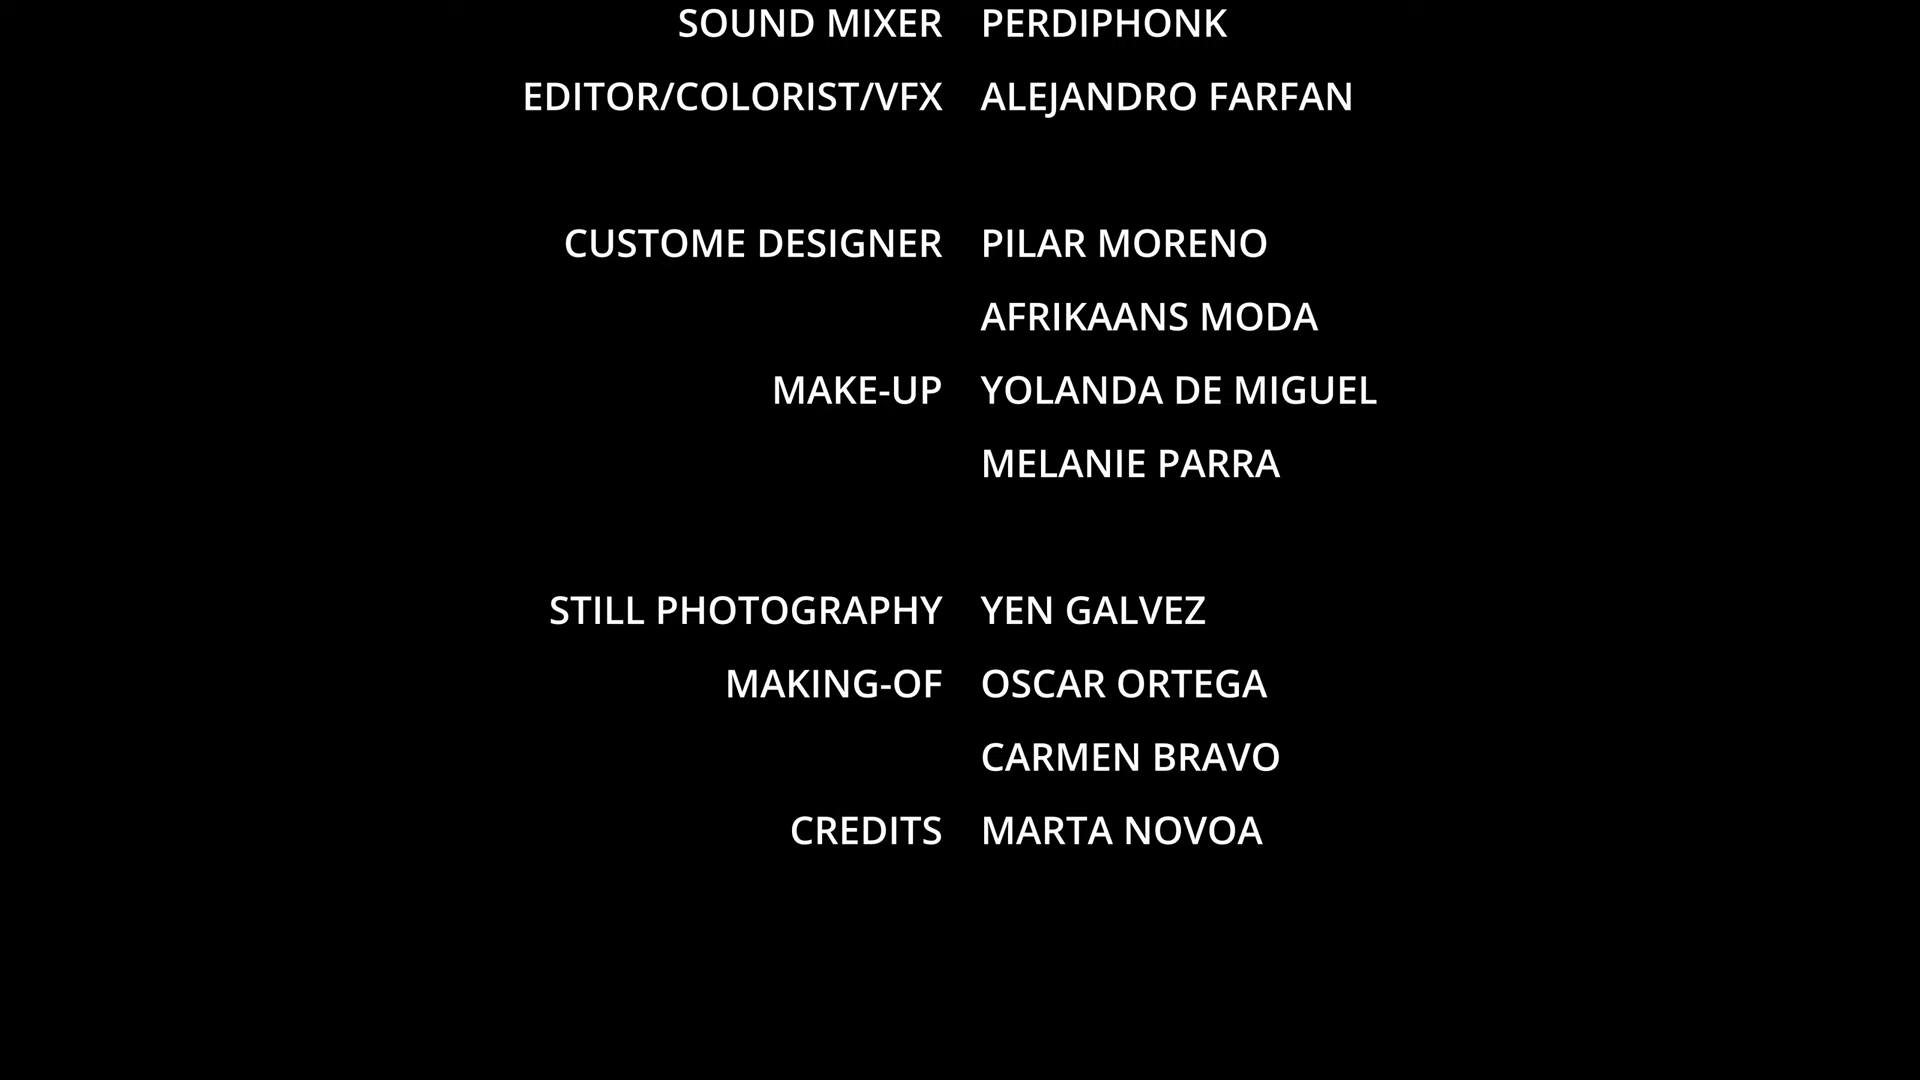 SOUND MIXER PERDIPHONK
EDITOR/COLORIST/VFX ALEJANDRO FARFAN
CUSTOME DESIGNER PILAR MORENO
AFRIKAANS MODA
MAKE-UP YOLANDA DE MIGUEL
MELANIE PARRA
STILL PHOTOGRAPHY YEN GALVEZ
MAKING-OF OSCAR ORTEGA
CARMEN BRAVO
CREDITS MARTA NOVOA